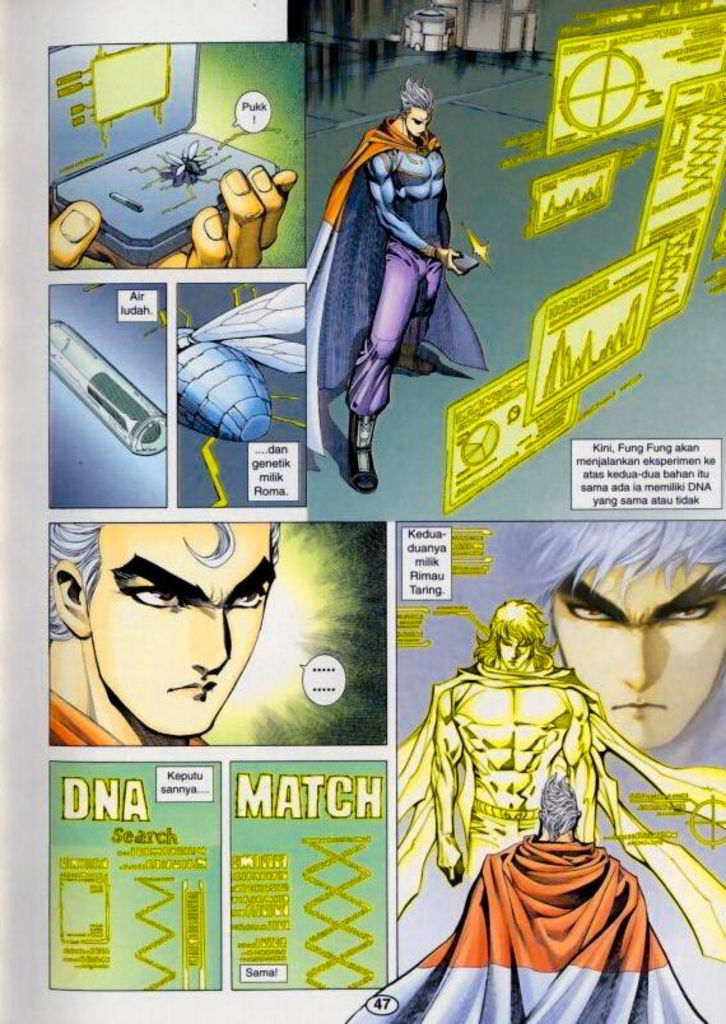 Pukk
!
Air
ludah.
....dan
genetik
milik
Roma.
Kini, Fung Fung akan
menjalankan eksperimen ke
atas kedua-dua bahan itu
sama ada ia memiliki DNA
yang sama atau tidak
.....
.....
Kedua-
duanya
milik
Rimau
Taring.
DNA
Search
Keputu
sannya....
MATCH
Sama!
47